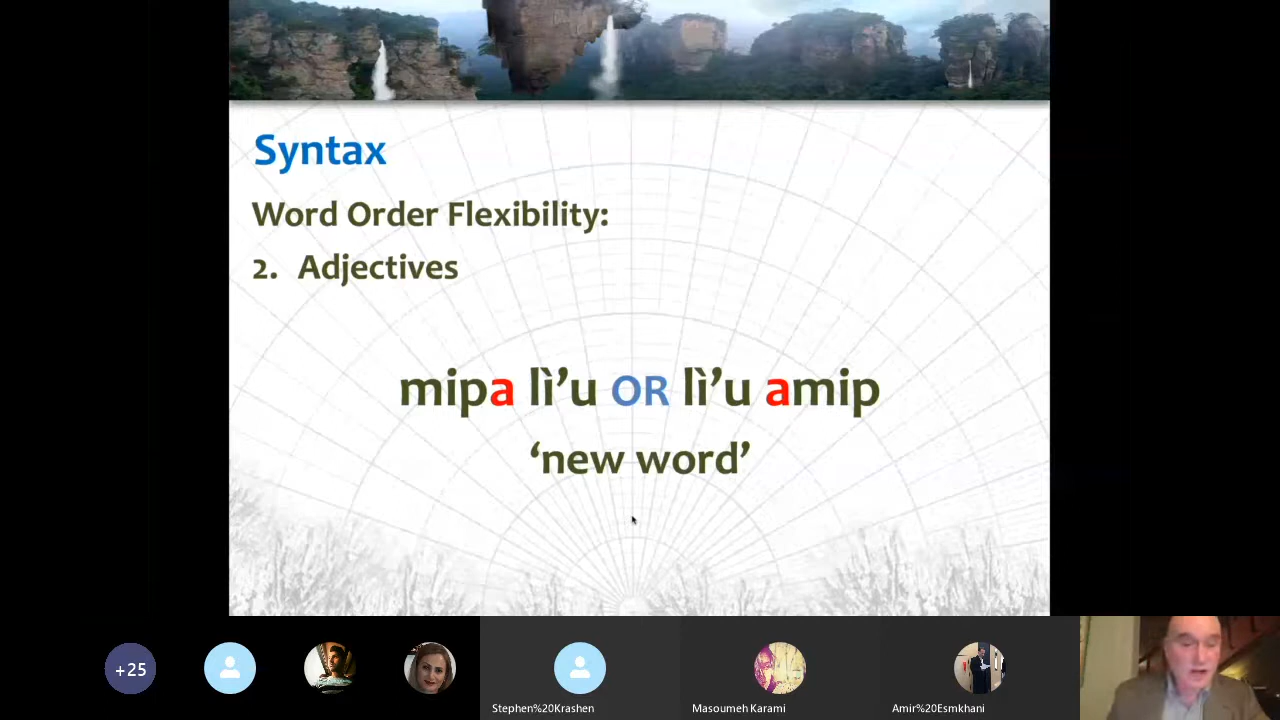 Syntax
Word Order Flexibility:
2. Adjectives
mipa lì’u OR lì’u amip
‘new word’
+25
Stephen%20Krashen
Masoumeh Karami
Amir%20Esmkhani